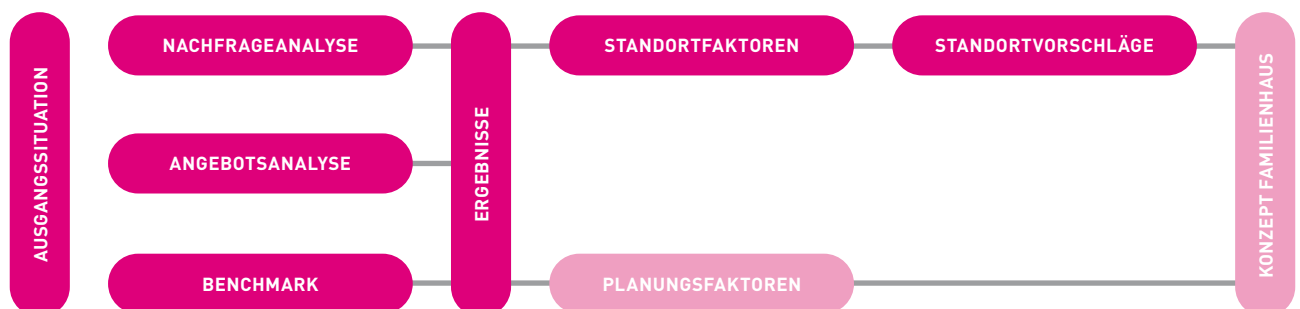 AUSGANGSSITUATION
NACHFRAGEANALYSE
ANGEBOTSANALYSE
BENCHMARK
ERGEBNISSE
STANDORTFAKTOREN
STANDORTVORSCHLÄGE
PLANUNGSFAKTOREN
KONZEPT FAMILIENHAUS